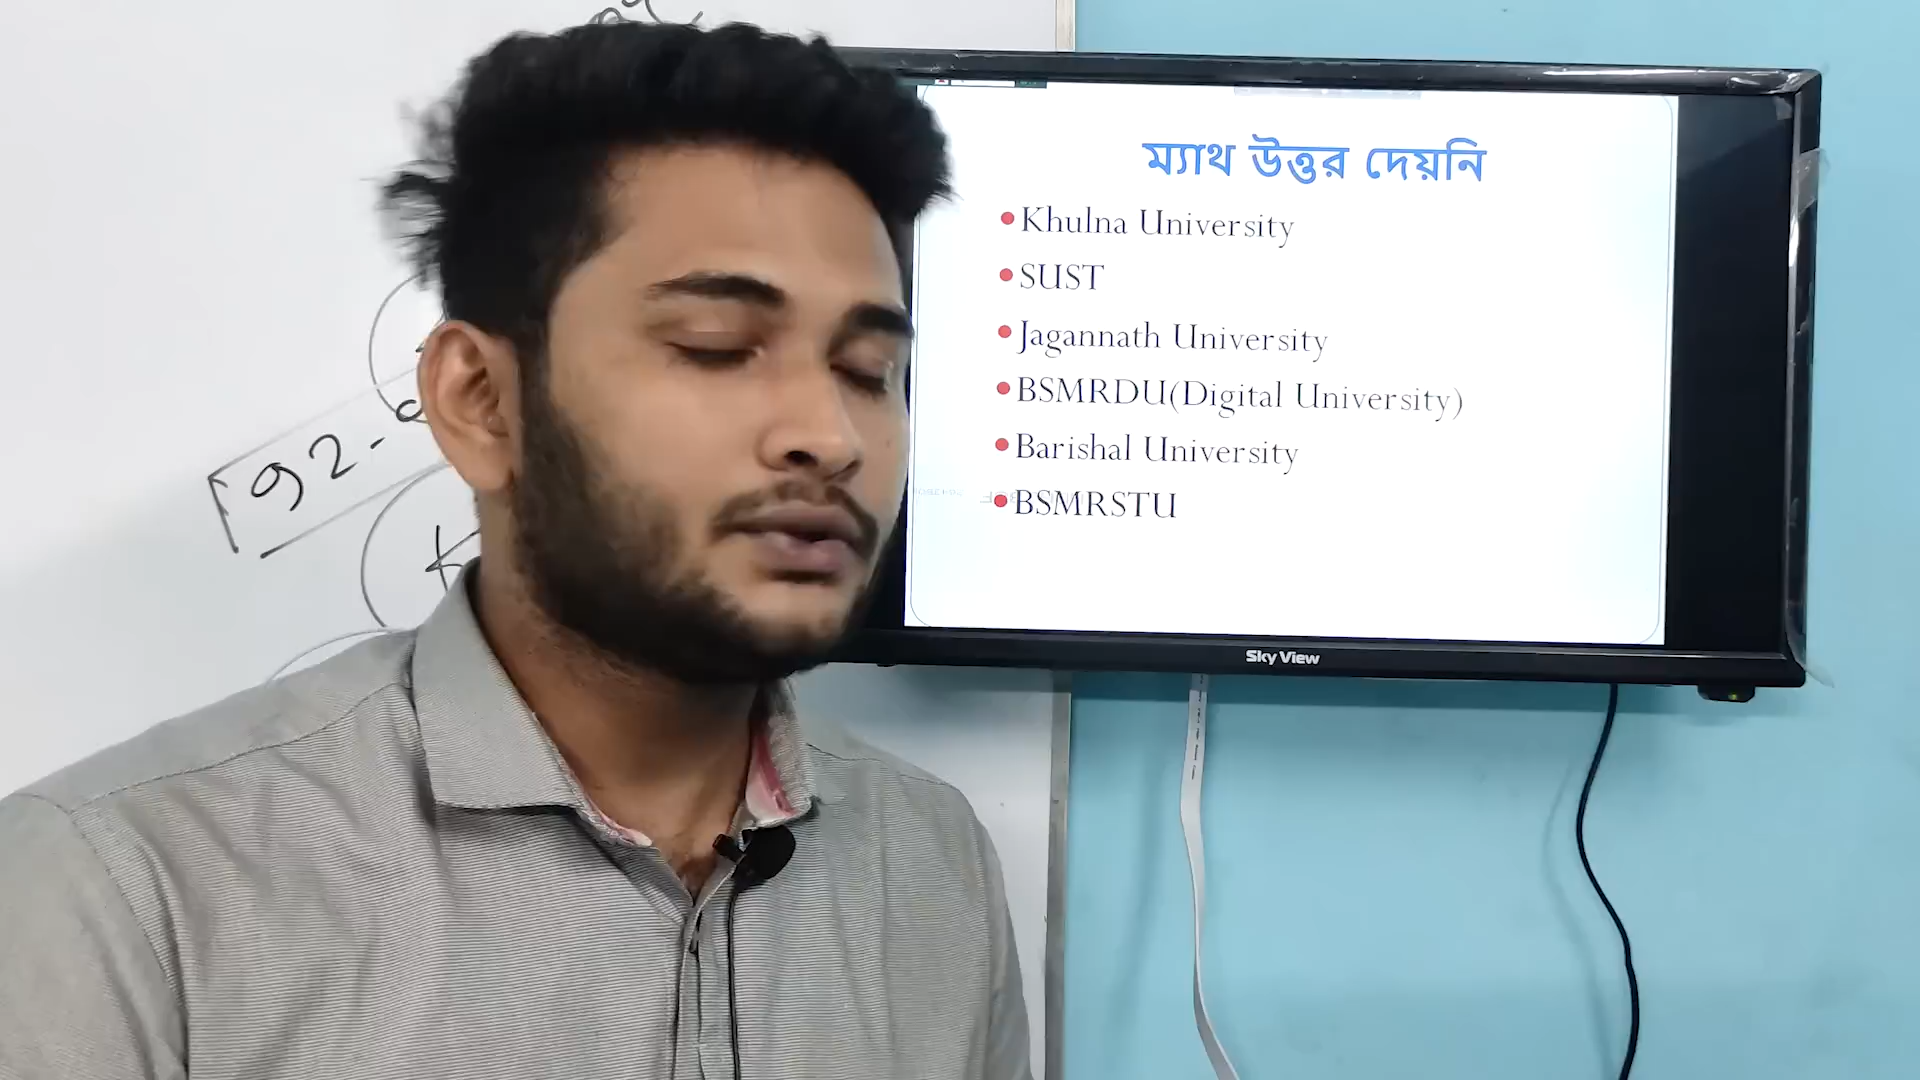 ম্যাথ উত্তর দেয়নি
•Khulna University
•SUST
•Jagannath University
•BSMRDU(Digital University)
•Barishal University
•BSMRSTU
Sky View